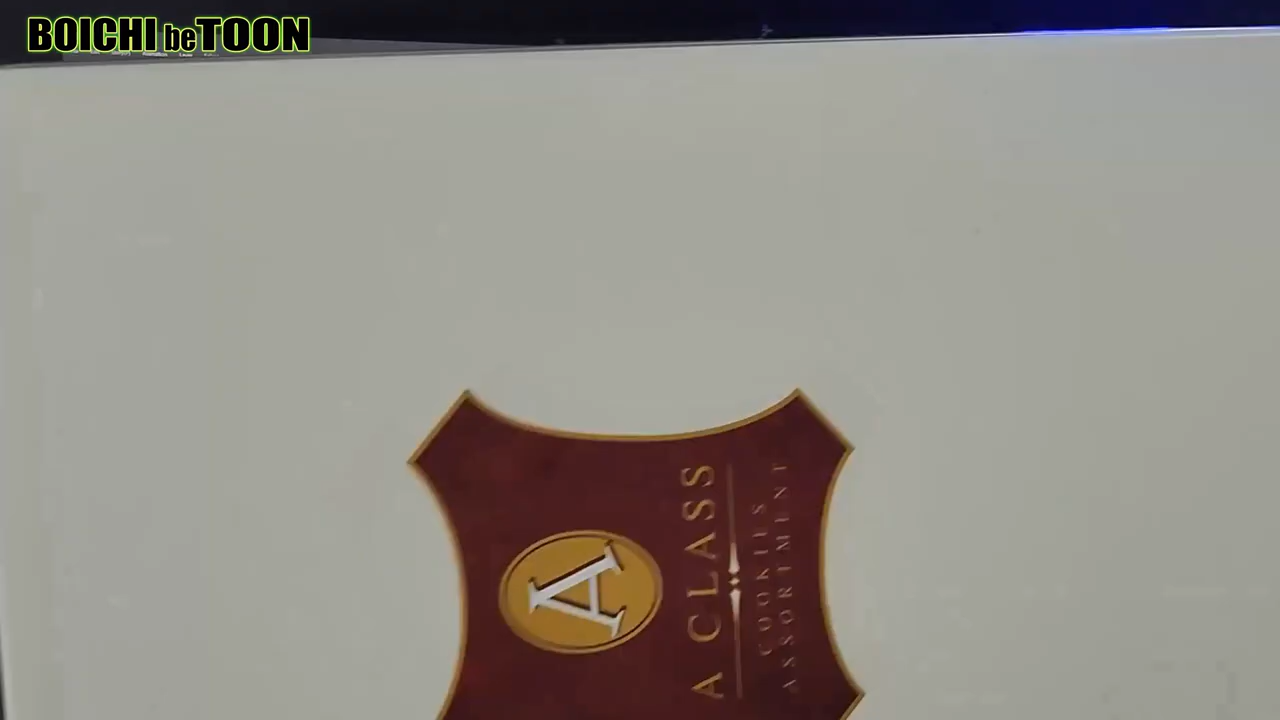 BOICHI beTOON
A
A CLASS
COOKIES
ASSORTMENT